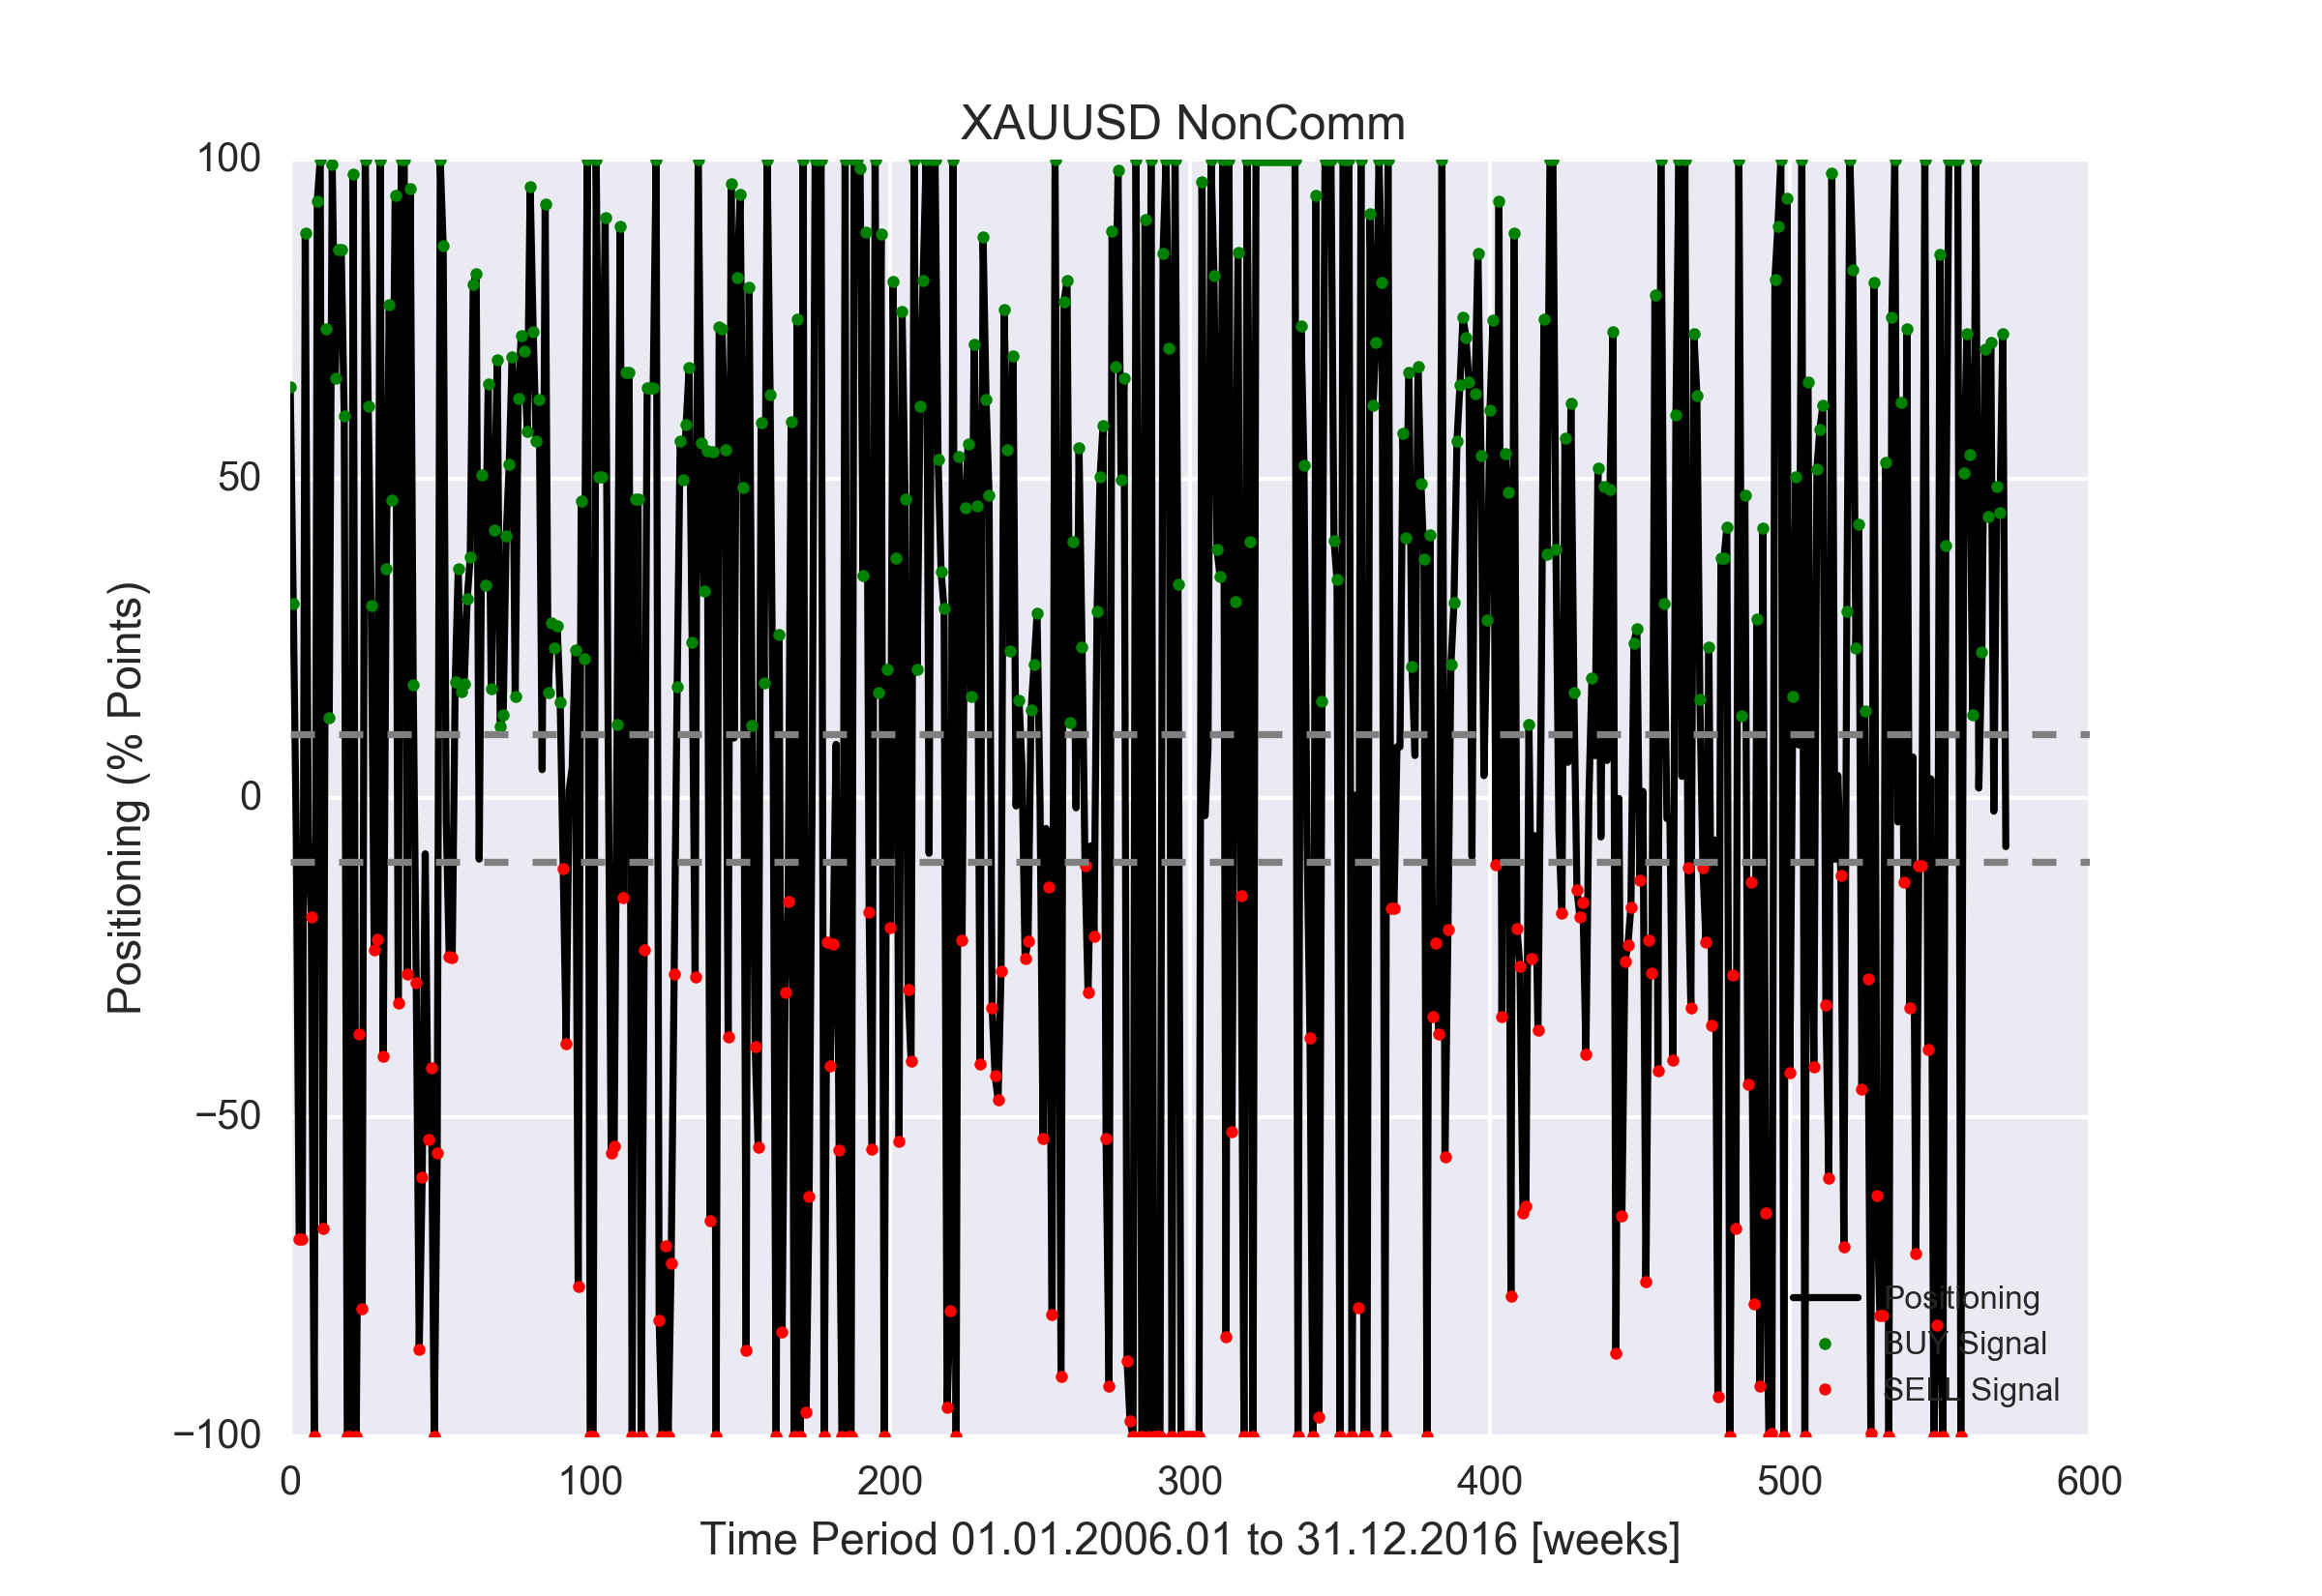 XAUUSD NonComm
100
50
0
−50
−100
Positioning (% Points)
0 100 200 300 400 500 600
Time Period 01.01.2006.01 to 31.12.2016 [weeks]
Positioning
BUY Signal
SELL Signal